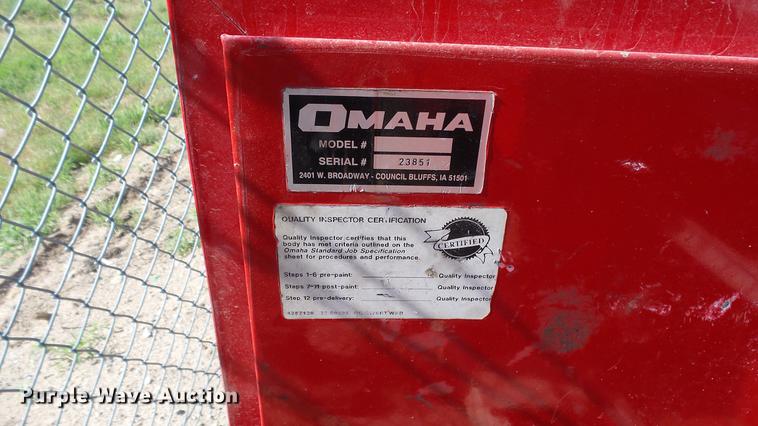 OMAHA
MODEL #
SERIAL # 23851
2401 W. BROADWAY - COUNCIL BLUFFS, IA 51501
QUALITY INSPECTOR CERTIFICATION
Quality Inspector certifies that this
body has met criteria outlined on the
Omaha Standard Job Specification
sheet for procedures and performance.
CERTIFIED
Steps 1-6 pre-paint: Quality Inspector
Steps 7-11 post-paint: Quality Inspector
Step 12 pre-delivery: Quality Inspector
Purple Wave Auction